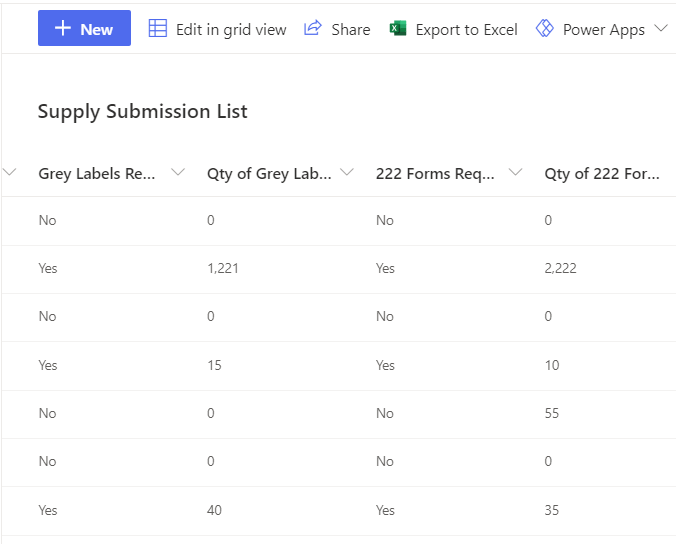 New Edit in grid view Share Export to Excel Power Apps
Supply Submission List
Grey Labels Re... Qty of Grey Lab... 222 Forms Req... Qty of 222 For...
No 0 No 0
Yes 1,221 Yes 2,222
No 0 No 0
Yes 15 Yes 10
No 0 No 55
No 0 No 0
Yes 40 Yes 35